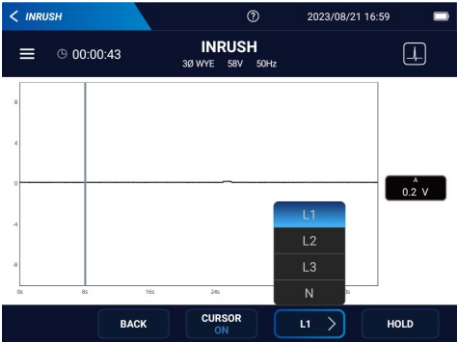 INRUSH
2023/08/21 16:59
00:00:43
INRUSH
3Ø WYE 58V 50Hz
8
4
0
-4
-8
A
0.2 V
0s 8s 16s 24s
L1
L2
L3
N
BACK
CURSOR
ON
L1
HOLD